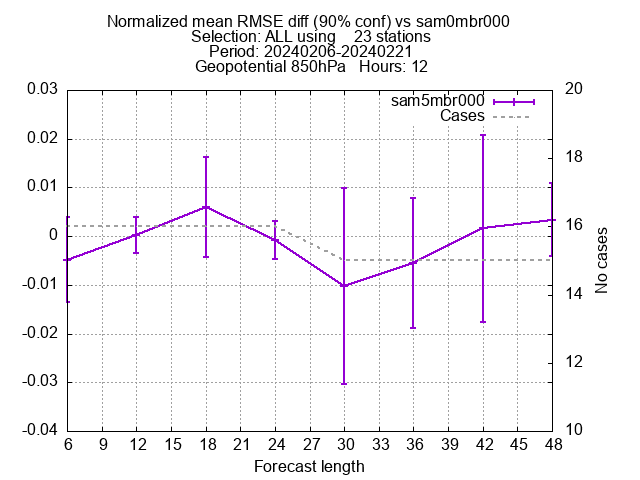 Normalized mean RMSE diff (90% conf) vs sam0mbr000
Selection: ALL using    23 stations
Period: 20240206-20240221
Geopotential 850hPa   Hours: 12
sam5mbr000
Cases
0.03
0.02
0.01
0
-0.01
-0.02
-0.03
-0.04
20
18
16
14
12
10
No cases
6 12 15 18 21 24 27 30 33 36 39 42 45 48
Forecast length